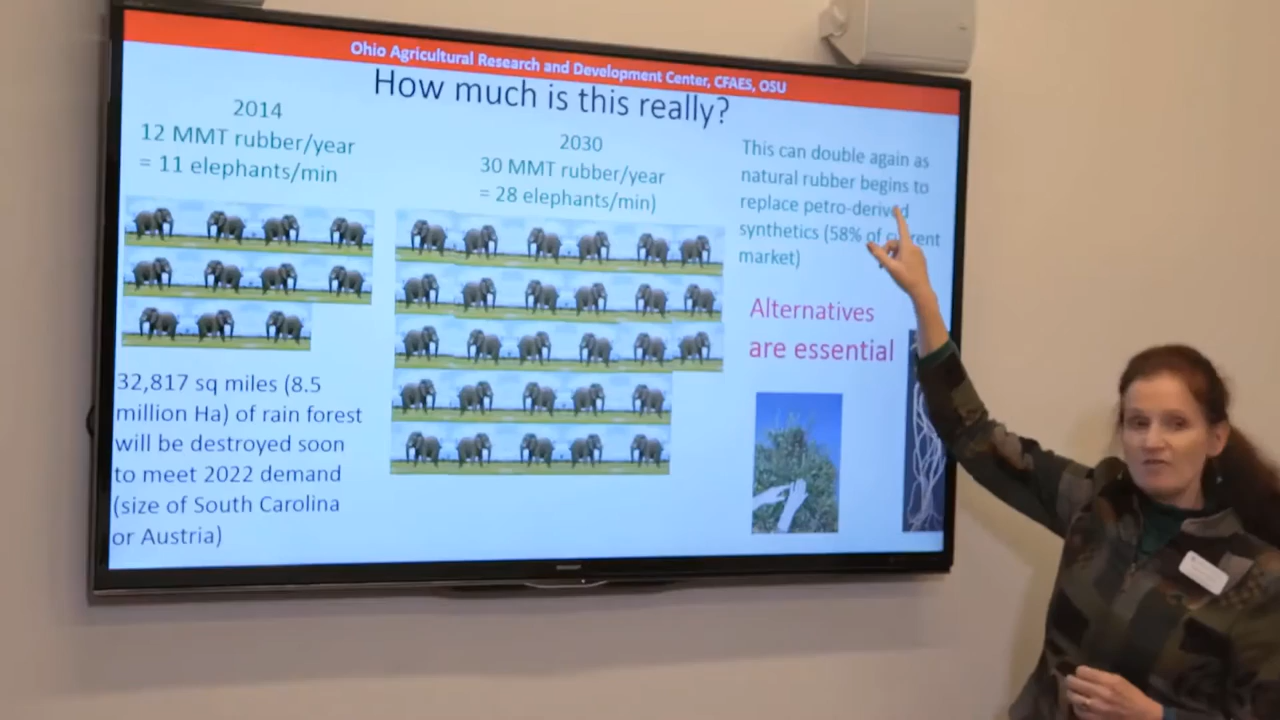 Ohio Agricultural Research and Development Center, CFAES, OSU
How much is this really?
2014
12 MMT rubber/year
= 11 elephants/min
32,817 sq miles (8.5
million Ha) of rain forest
will be destroyed soon
to meet 2022 demand
(size of South Carolina
or Austria)
2030
30 MMT rubber/year
= 28 elephants/min)
This can double again as
natural rubber begins to
replace petro-derived
synthetics (58% of current
market)
Alternatives
are essential